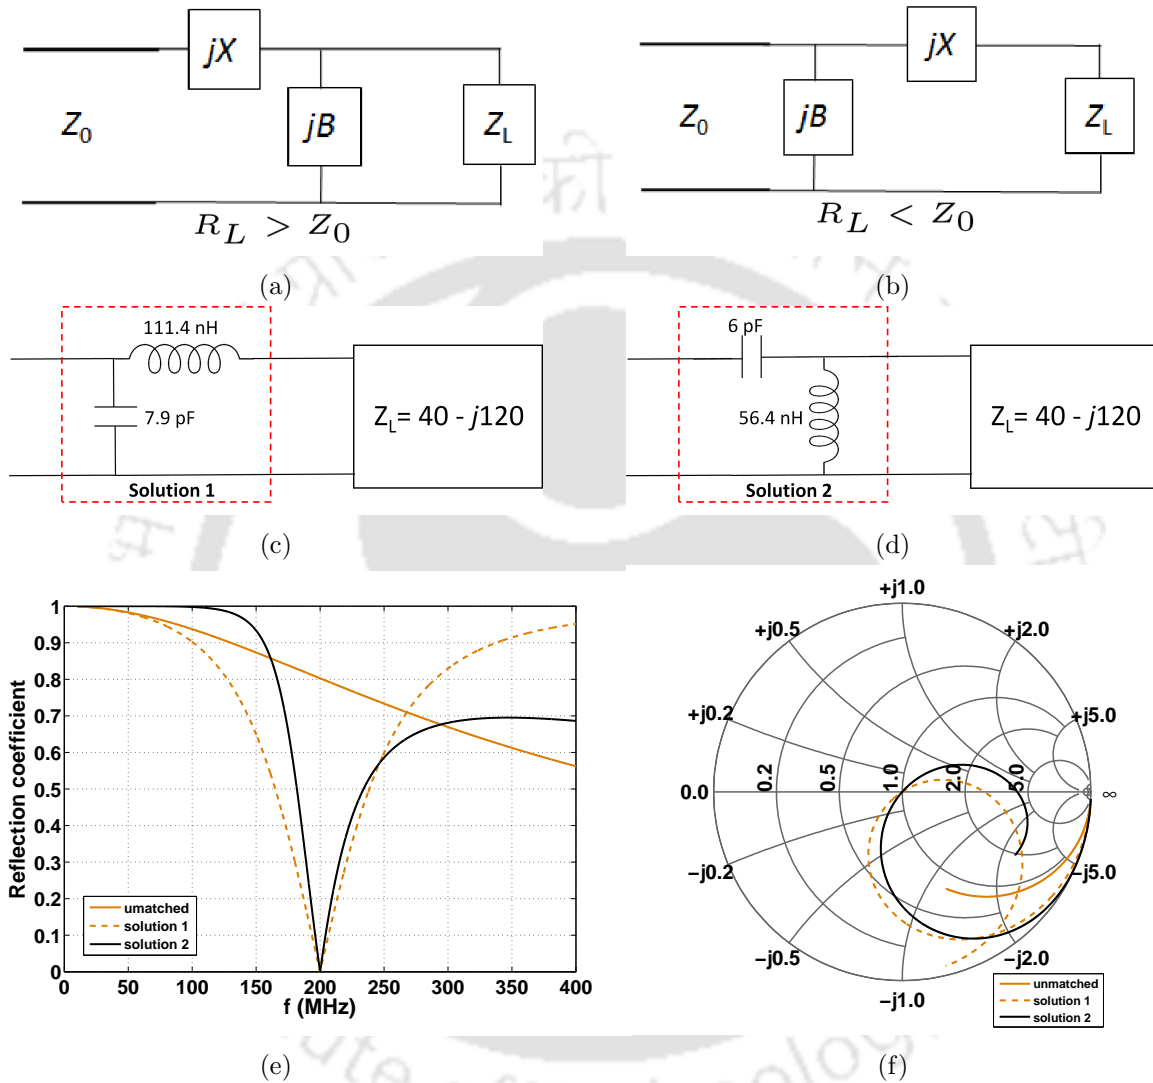 jX
Z0
jB
ZL
R_L > Z_0
(a)
jX
Z0
jB
ZL
R_L < Z_0
(b)
111.4 nH
7.9 pF
ZL= 40 - j120
Solution 1
(c)
6 pF
56.4 nH
ZL= 40 - j120
Solution 2
(d)
1
0.9
0.8
0.7
0.6
0.5
0.4
0.3
0.2
0.1
0
Reflection coefficient
0 50 100 150 200 250 300 350 400
f (MHz)
umatched
solution 1
solution 2
(e)
+j1.0
+j0.5
+j2.0
+j0.2
+j5.0
0.0
0.2
0.5
1.0
2.0
5.0
∞
−j0.2
−j5.0
−j0.5
−j2.0
−j1.0
unmatched
solution 1
solution 2
(f)